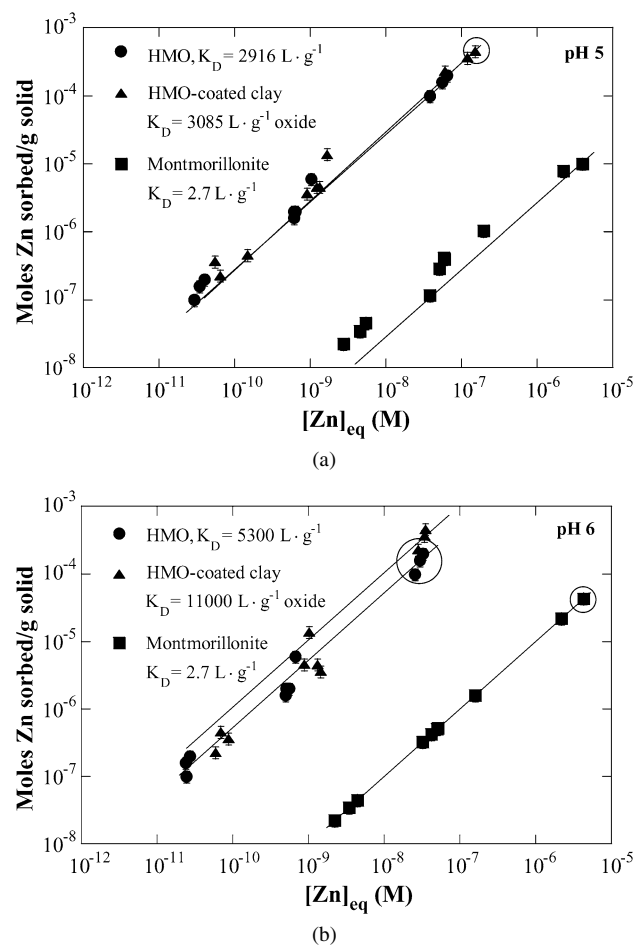 10⁻³
10⁻⁴
10⁻⁵
10⁻⁶
10⁻⁷
10⁻⁸
Moles Zn sorbed/g solid
HMO, K_D = 2916 L · g⁻¹
HMO-coated clay
K_D = 3085 L · g⁻¹ oxide
Montmorillonite
K_D = 2.7 L · g⁻¹
pH 5
10⁻¹² 10⁻¹¹ 10⁻¹⁰ 10⁻⁹ 10⁻⁸ 10⁻⁷ 10⁻⁶ 10⁻⁵
[Zn]_eq (M)
(a)
10⁻³
10⁻⁴
10⁻⁵
10⁻⁶
10⁻⁷
10⁻⁸
Moles Zn sorbed/g solid
HMO, K_D = 5300 L · g⁻¹
HMO-coated clay
K_D = 11000 L · g⁻¹ oxide
Montmorillonite
K_D = 2.7 L · g⁻¹
pH 6
10⁻¹² 10⁻¹¹ 10⁻¹⁰ 10⁻⁹ 10⁻⁸ 10⁻⁷ 10⁻⁶ 10⁻⁵
[Zn]_eq (M)
(b)